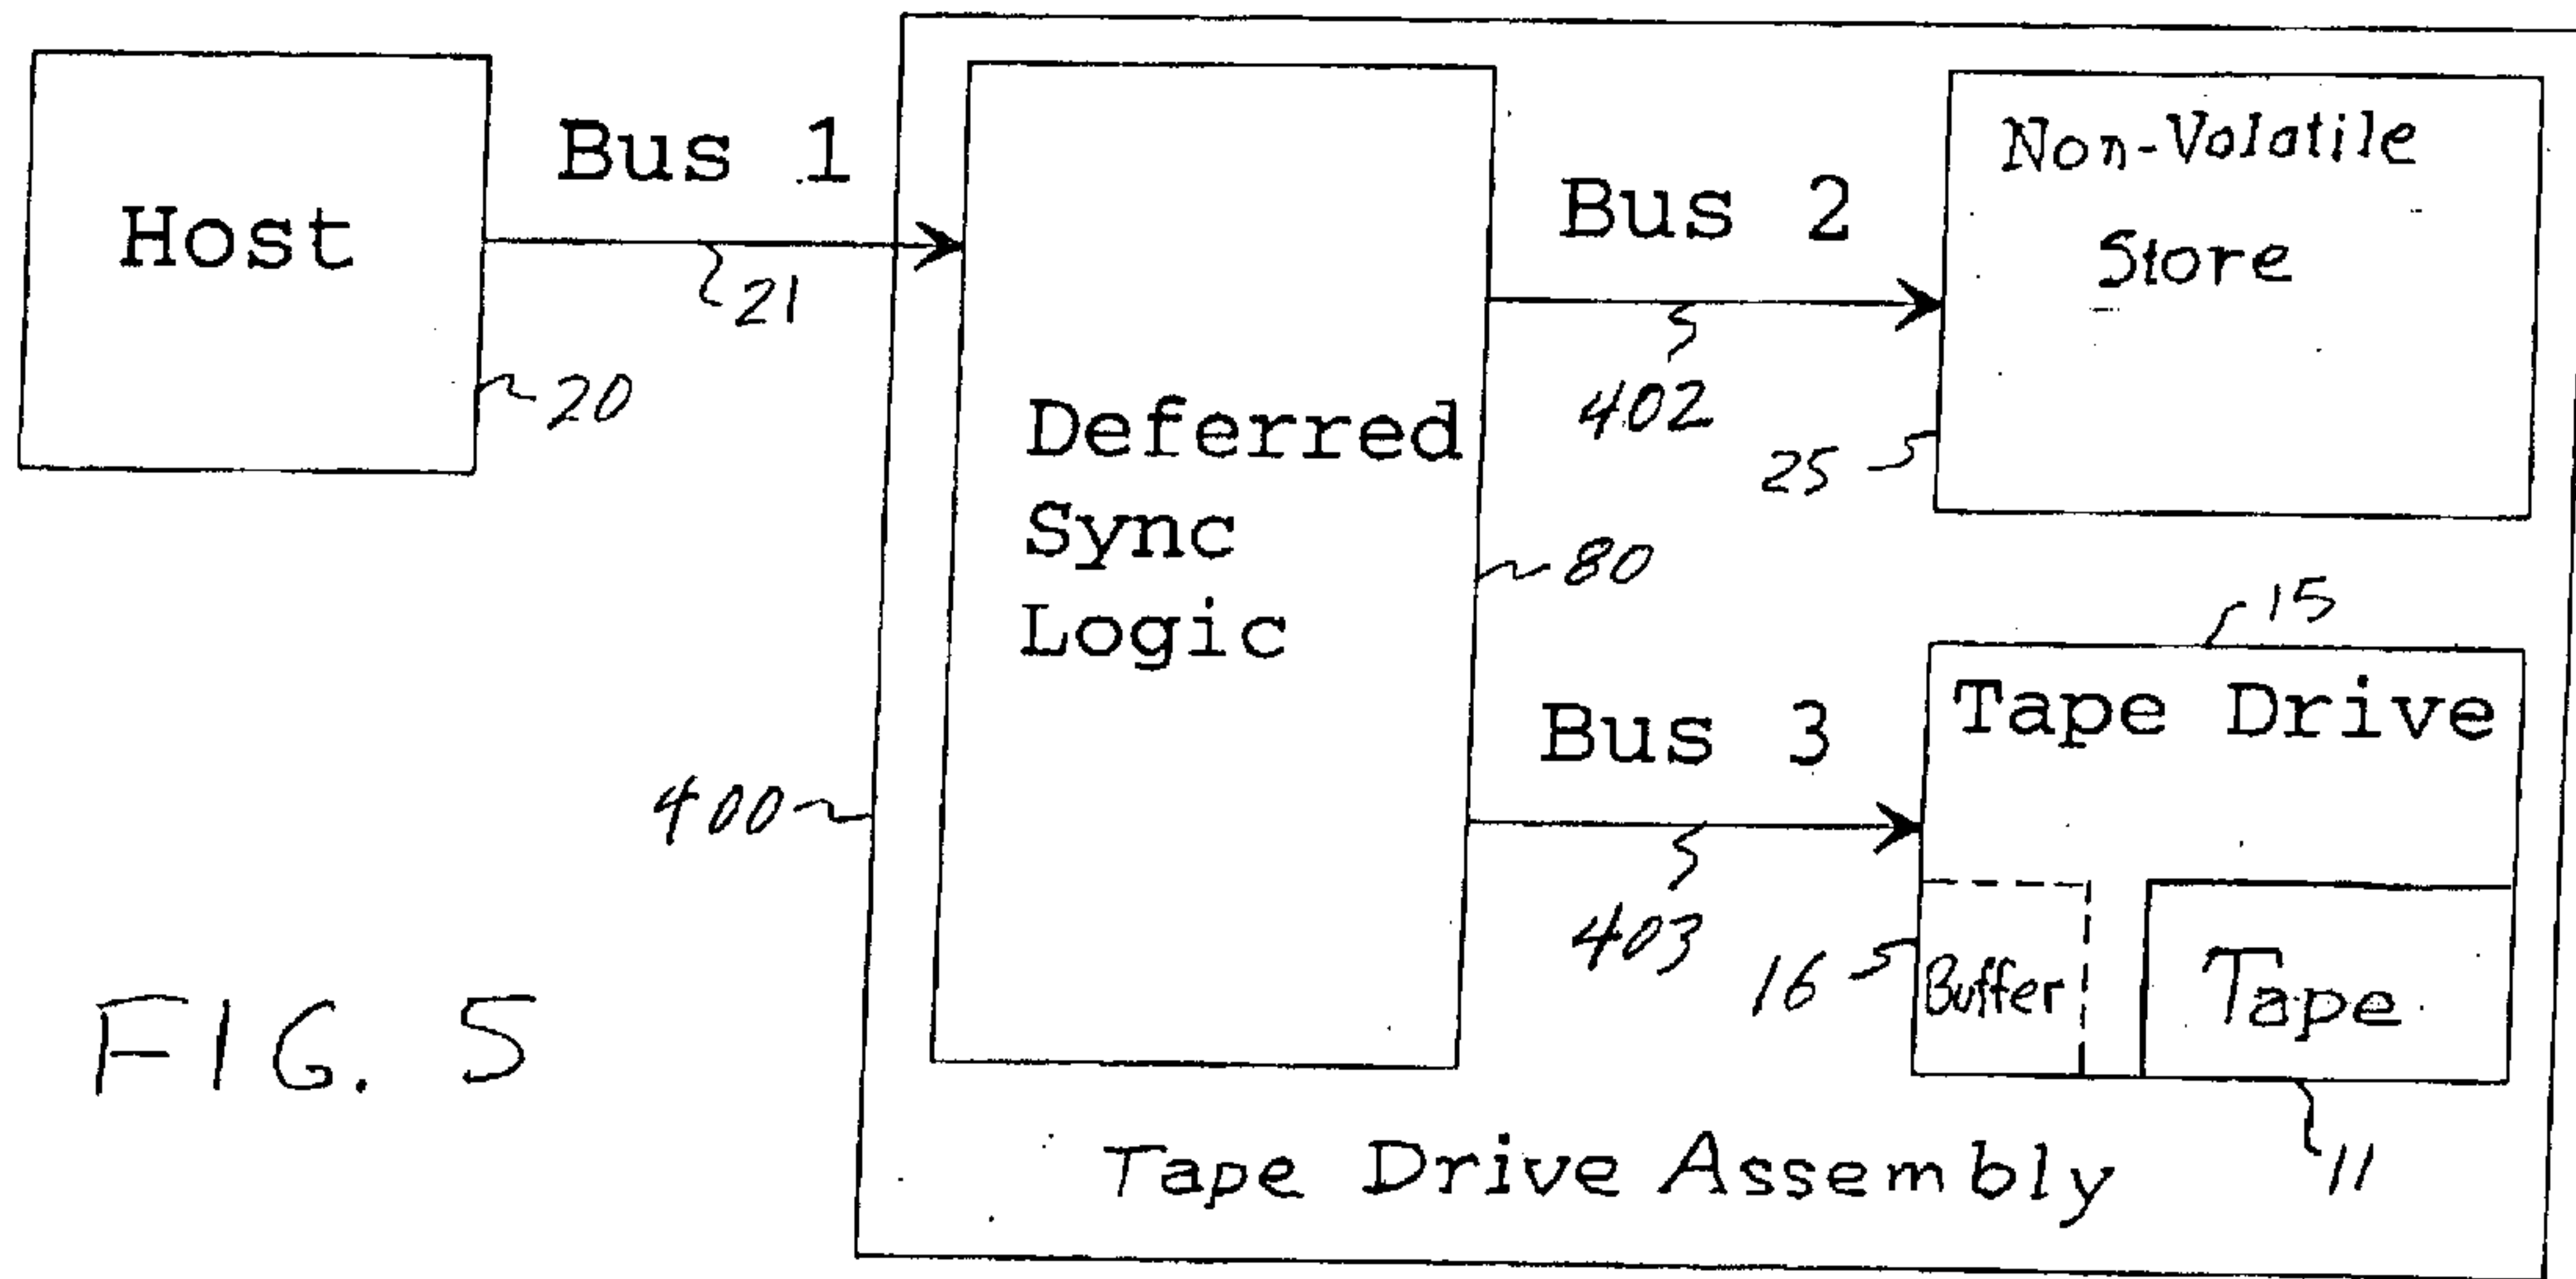 Host
20
Bus 1
21
Deferred
Sync
Logic
80
400
Bus 2
402
Non-Volatile
Store
25
Bus 3
403
15
Tape Drive
16
Buffer
Tape
11
Tape Drive Assembly
FIG. 5